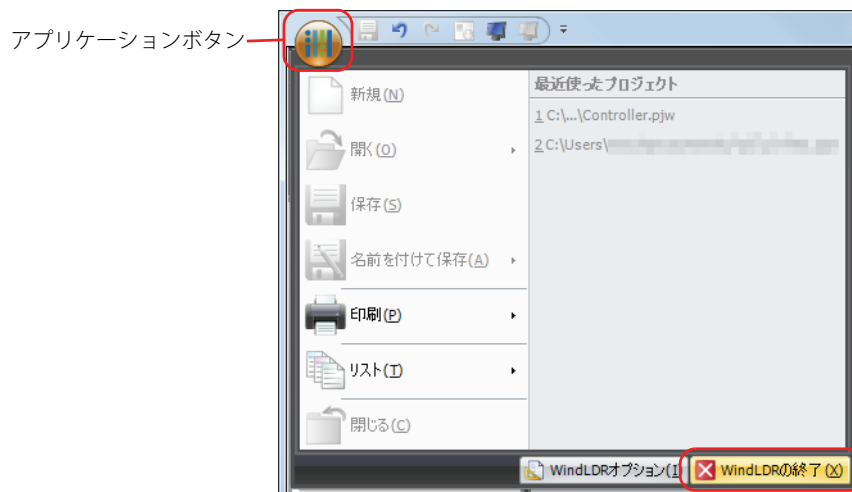 アプリケーションボタン
新規(N)
開く(O)
保存(S)
名前を付けて保存(A)
印刷(P)
リスト(T)
閉じる(C)
最近使ったプロジェクト
1 C:\...\Controller.pjw
2 C:\Users\
WindLDRオプション(I)
WindLDRの終了(X)